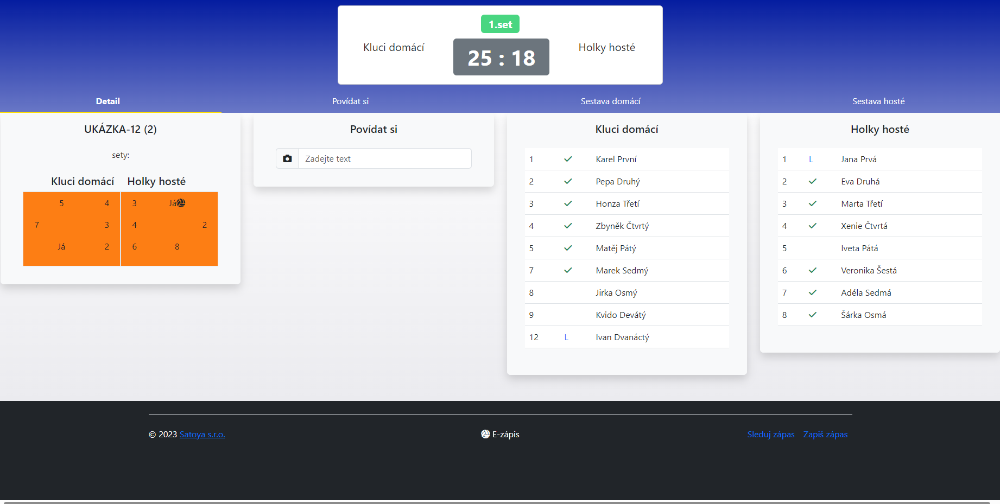 1.set
Kluci domácí
25 : 18
Holky hosté
Detail
Povídat si
Sestava domácí
Sestava hosté
UKÁZKA-12 (2)
sety:
Kluci domácí Holky hosté
5 4 3 Já
7 3 4 2
Já 2 6 8
Povídat si
Zadejte text
Kluci domácí
1 Karel První
2 Pepa Druhý
3 Honza Třetí
4 Zbyněk Čtvrtý
5 Matěj Pátý
7 Marek Sedmý
8 Jirka Osmý
9 Kvido Devátý
12 L Ivan Dvanáctý
Holky hosté
1 L Jana Prvá
2 Eva Druhá
3 Marta Třetí
4 Xenie Čtvrtá
5 Iveta Pátá
6 Veronika Šestá
7 Adéla Sedmá
8 Šárka Osmá
© 2023 Satoya s.r.o.
E-zápis
Sleduj zápas Zapiš zápas